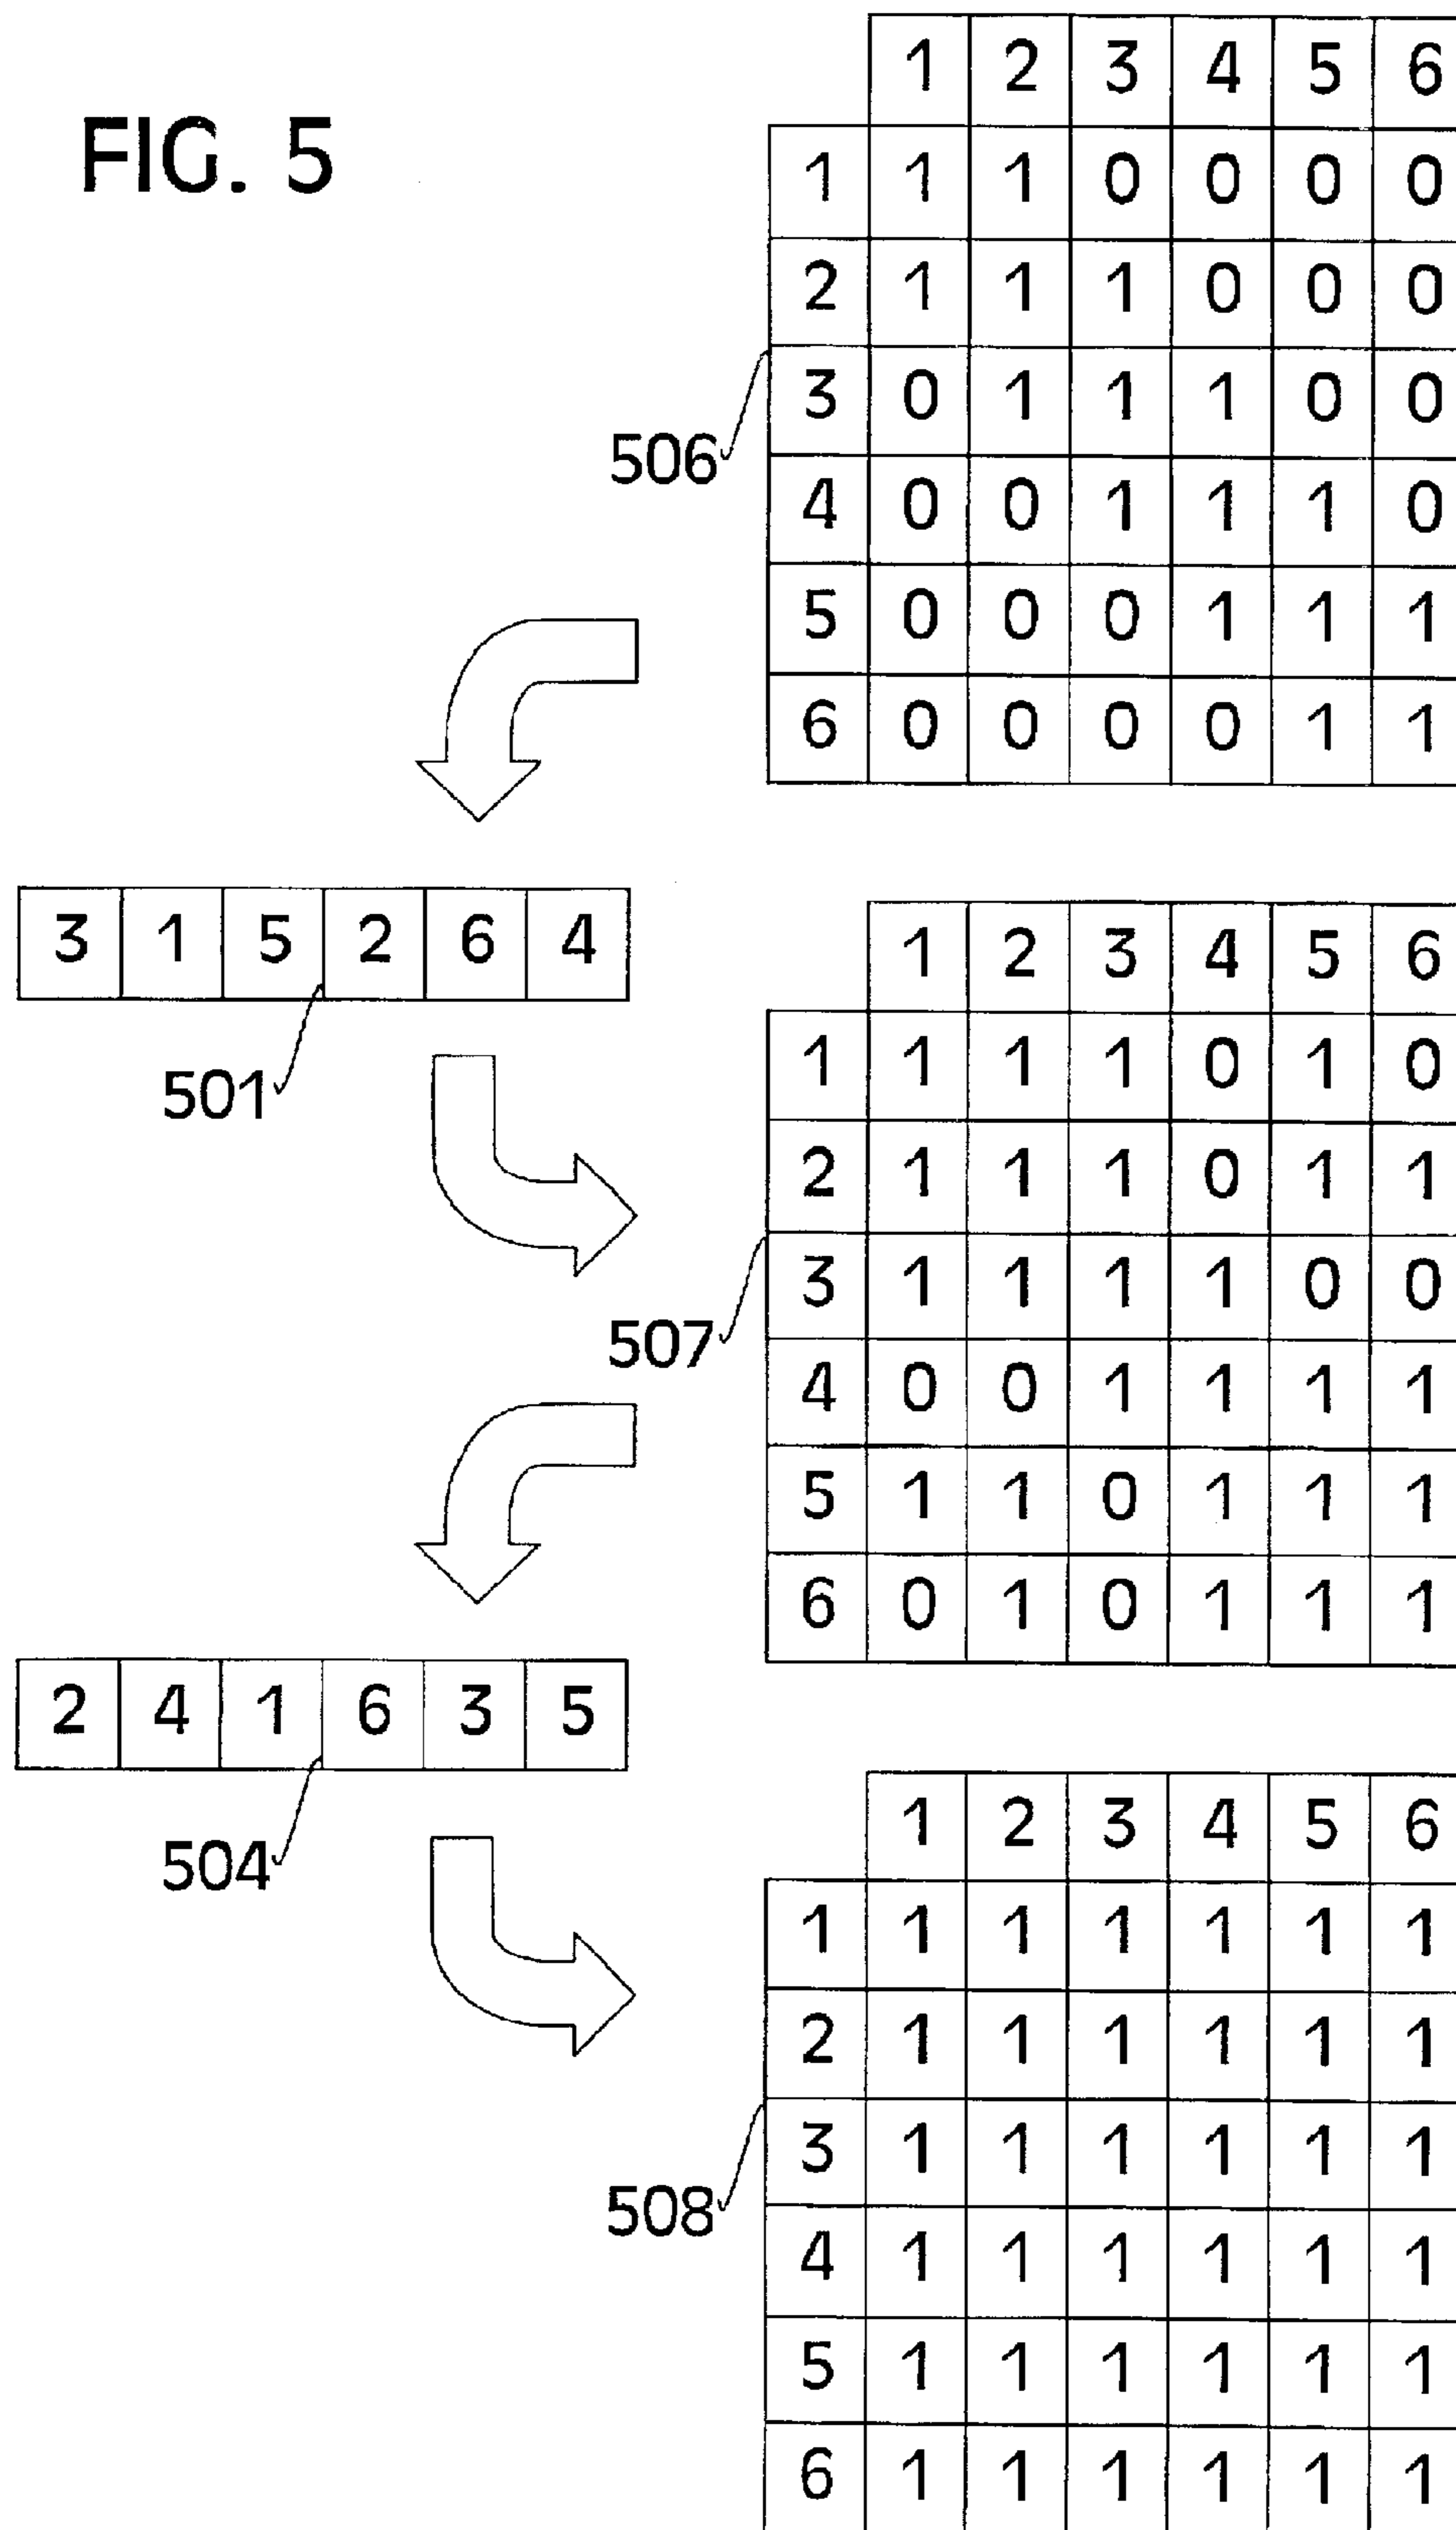 FIG. 5
1 2 3 4 5 6
1 1 1 0 0 0 0
2 1 1 1 0 0 0
3 0 1 1 1 0 0
506
4 0 0 1 1 1 0
5 0 0 0 1 1 1
6 0 0 0 0 1 1
3 1 5 2 6 4
501
1 2 3 4 5 6
1 1 1 1 0 1 0
2 1 1 1 0 1 1
3 1 1 1 1 0 0
507
4 0 0 1 1 1 1
5 1 1 0 1 1 1
6 0 1 0 1 1 1
2 4 1 6 3 5
504
1 2 3 4 5 6
1 1 1 1 1 1 1
2 1 1 1 1 1 1
3 1 1 1 1 1 1
508
4 1 1 1 1 1 1
5 1 1 1 1 1 1
6 1 1 1 1 1 1